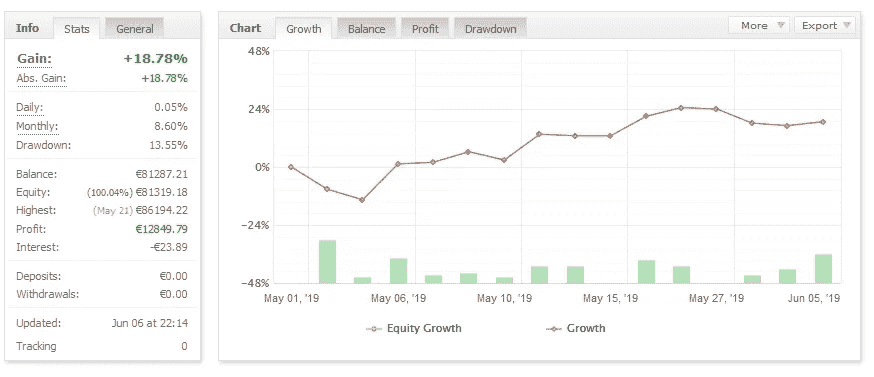 Info Stats General
Gain: +18.78%
Abs. Gain: +18.78%
Daily: 0.05%
Monthly: 8.60%
Drawdown: 13.55%
Balance: €81287.21
Equity: (100.04%) €81319.18
Highest: (May 21) €86194.22
Profit: €12849.79
Interest: -€23.89
Deposits: €0.00
Withdrawals: €0.00
Updated: Jun 06 at 22:14
Tracking 0
Chart Growth Balance Profit Drawdown More Export
48%
24%
0%
-24%
-48%
May 01, '19 May 06, '19 May 10, '19 May 15, '19 May 27, '19 Jun 05, '19
Equity Growth Growth